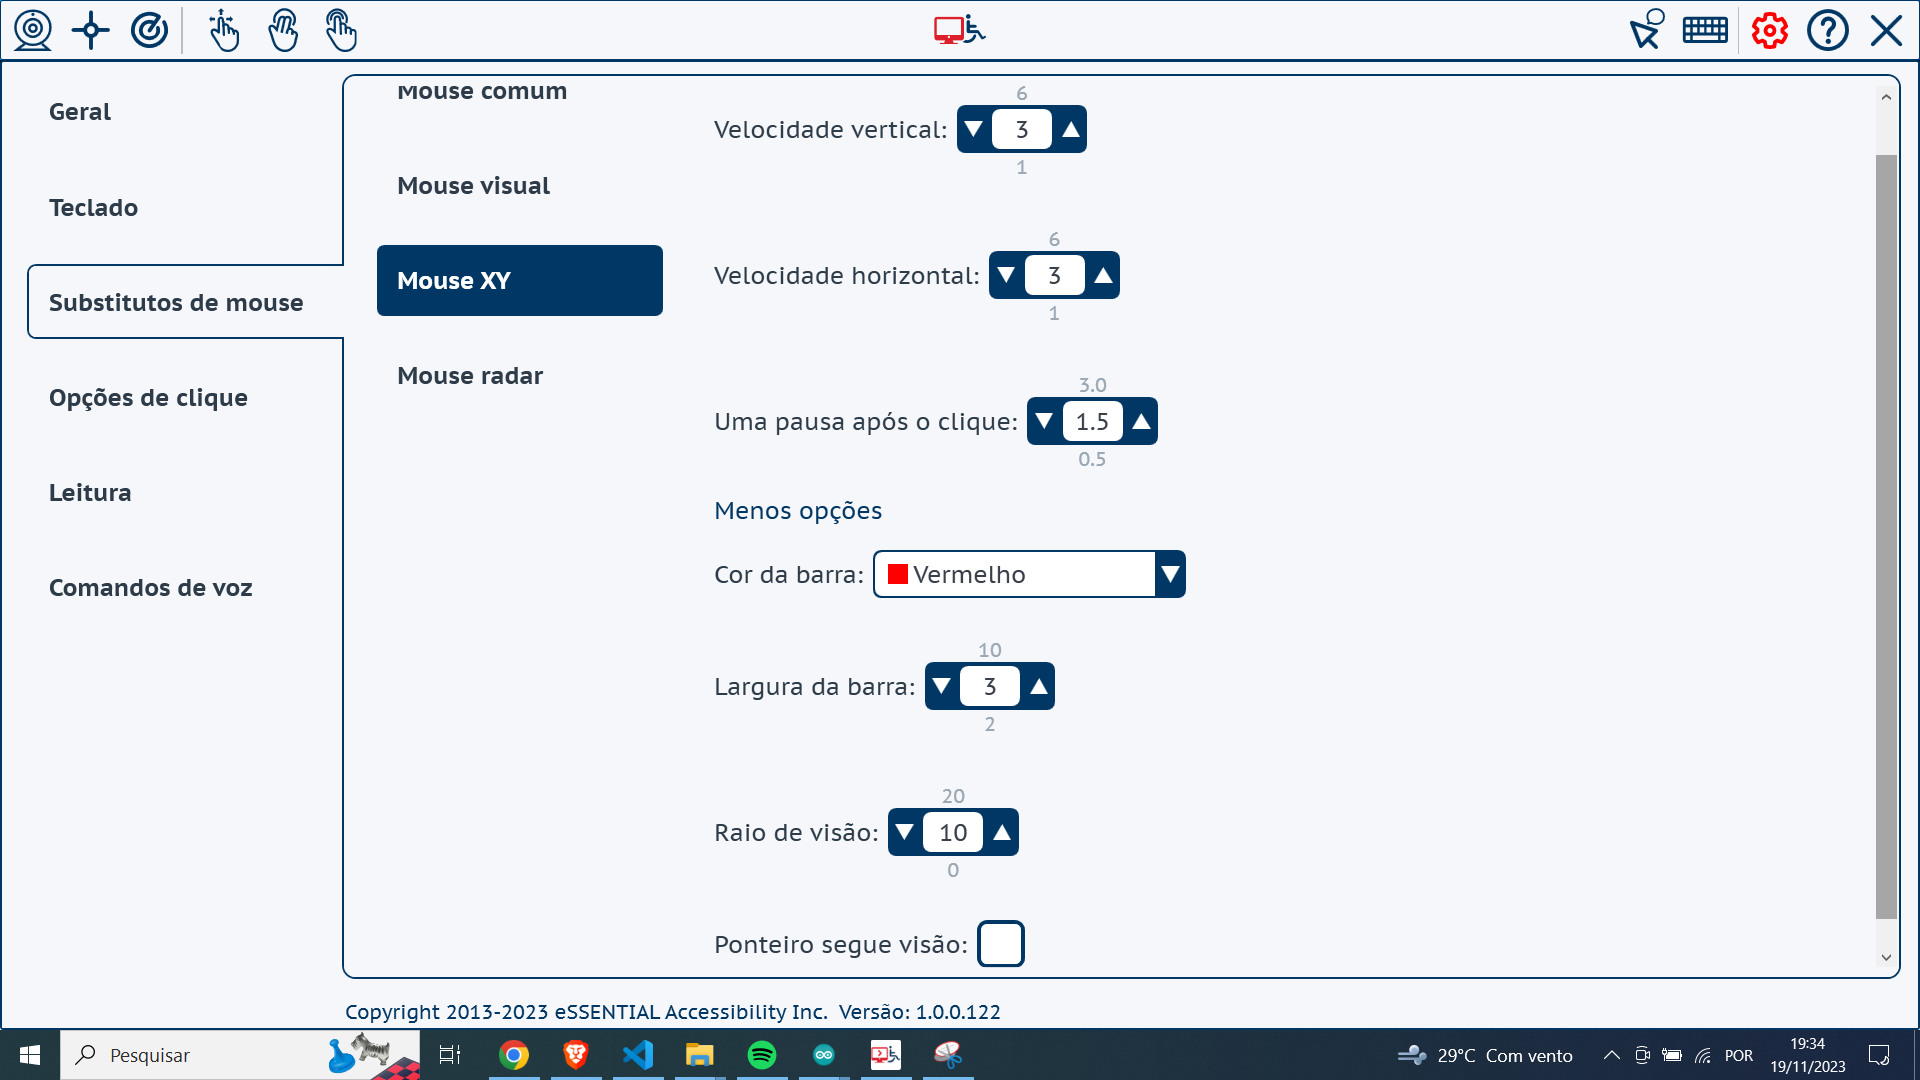 Geral
Teclado
Substitutos de mouse
Opções de clique
Leitura
Comandos de voz
Mouse comum
Mouse visual
Mouse XY
Mouse radar
6
Velocidade vertical: 3
1
6
Velocidade horizontal: 3
1
3.0
Uma pausa após o clique: 1.5
0.5
Menos opções
Cor da barra: Vermelho
10
Largura da barra: 3
2
20
Raio de visão: 10
0
Ponteiro segue visão:
Copyright 2013-2023 eSSENTIAL Accessibility Inc. Versão: 1.0.0.122
Pesquisar
29°C Com vento
POR
19:34
19/11/2023